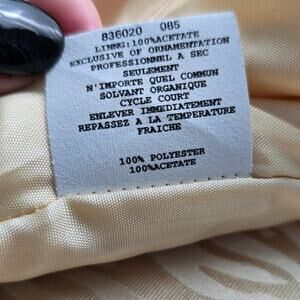 836020 085
LINNG:100%ACETATE
EXCLUSIVE OF ORNAMENTATION
PROFESSIONNEL A SEC
SEULEMENT
N'IMPORTE QUEL COMMUN
SOLVANT ORGANIQUE
CYCLE COURT
ENLEVER IMMEDIATEMENT
REPASSEZ A LA TEMPERATURE
FRAICHE
100% POLYESTER
100%ACETATE